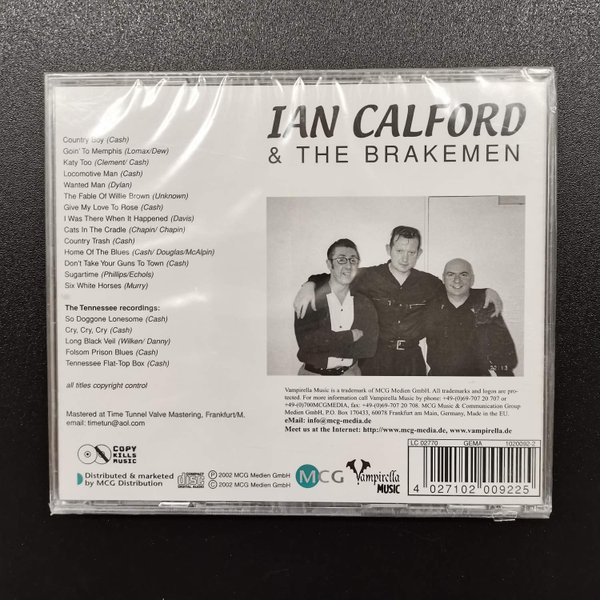 IAN CALFORD
& THE BRAKEMEN
Country Boy (Cash)
Goin' To Memphis (Lomax/Dew)
Katy Too (Clement/ Cash)
Locomotive Man (Cash)
Wanted Man (Dylan)
The Fable Of Willie Brown (Unknown)
Give My Love To Rose (Cash)
I Was There When It Happened (Davis)
Cats In The Cradle (Chapin/ Chapin)
Country Trash (Cash)
Home Of The Blues (Cash/ Douglas/McAlpin)
Don't Take Your Guns To Town (Cash)
Sugartime (Phillips/Echols)
Six White Horses (Murry)
The Tennessee recordings:
So Doggone Lonesome (Cash)
Cry, Cry, Cry (Cash)
Long Black Veil (Wilken/ Danny)
Folsom Prison Blues (Cash)
Tennessee Flat-Top Box (Cash)
all titles copyright control
Mastered at Time Tunnel Valve Mastering, Frankfurt/M,
email: timetun@aol.com
COPY
KILLS
MUSIC
Distributed & marketed
by MCG Distribution
COMPACT
disc
DIGITAL AUDIO
P 2002 MCG Medien GmbH
© 2002 MCG Medien GmbH
MCG
Vampirella
MUSIC
Vampirella Music is a trademark of MCG Medien GmbH. All trademarks and logos are pro-
tected. For more information call Vampirella Music by phone: +49-(0)69-707 20 707 or
+49-(0)700MCGMEDIA, fax: +49-(0)69-707 20 708. MCG Music & Communication Group
Medien GmbH, P.O. Box 170433, 60078 Frankfurt am Main, Germany, Made in the EU.
eMail: info@mcg-media.de
Meet us at the Internet: http://www.mcg-media.de, www.vampirella.de
LC 02770 GEMA 1020092-2
4 027102 009225